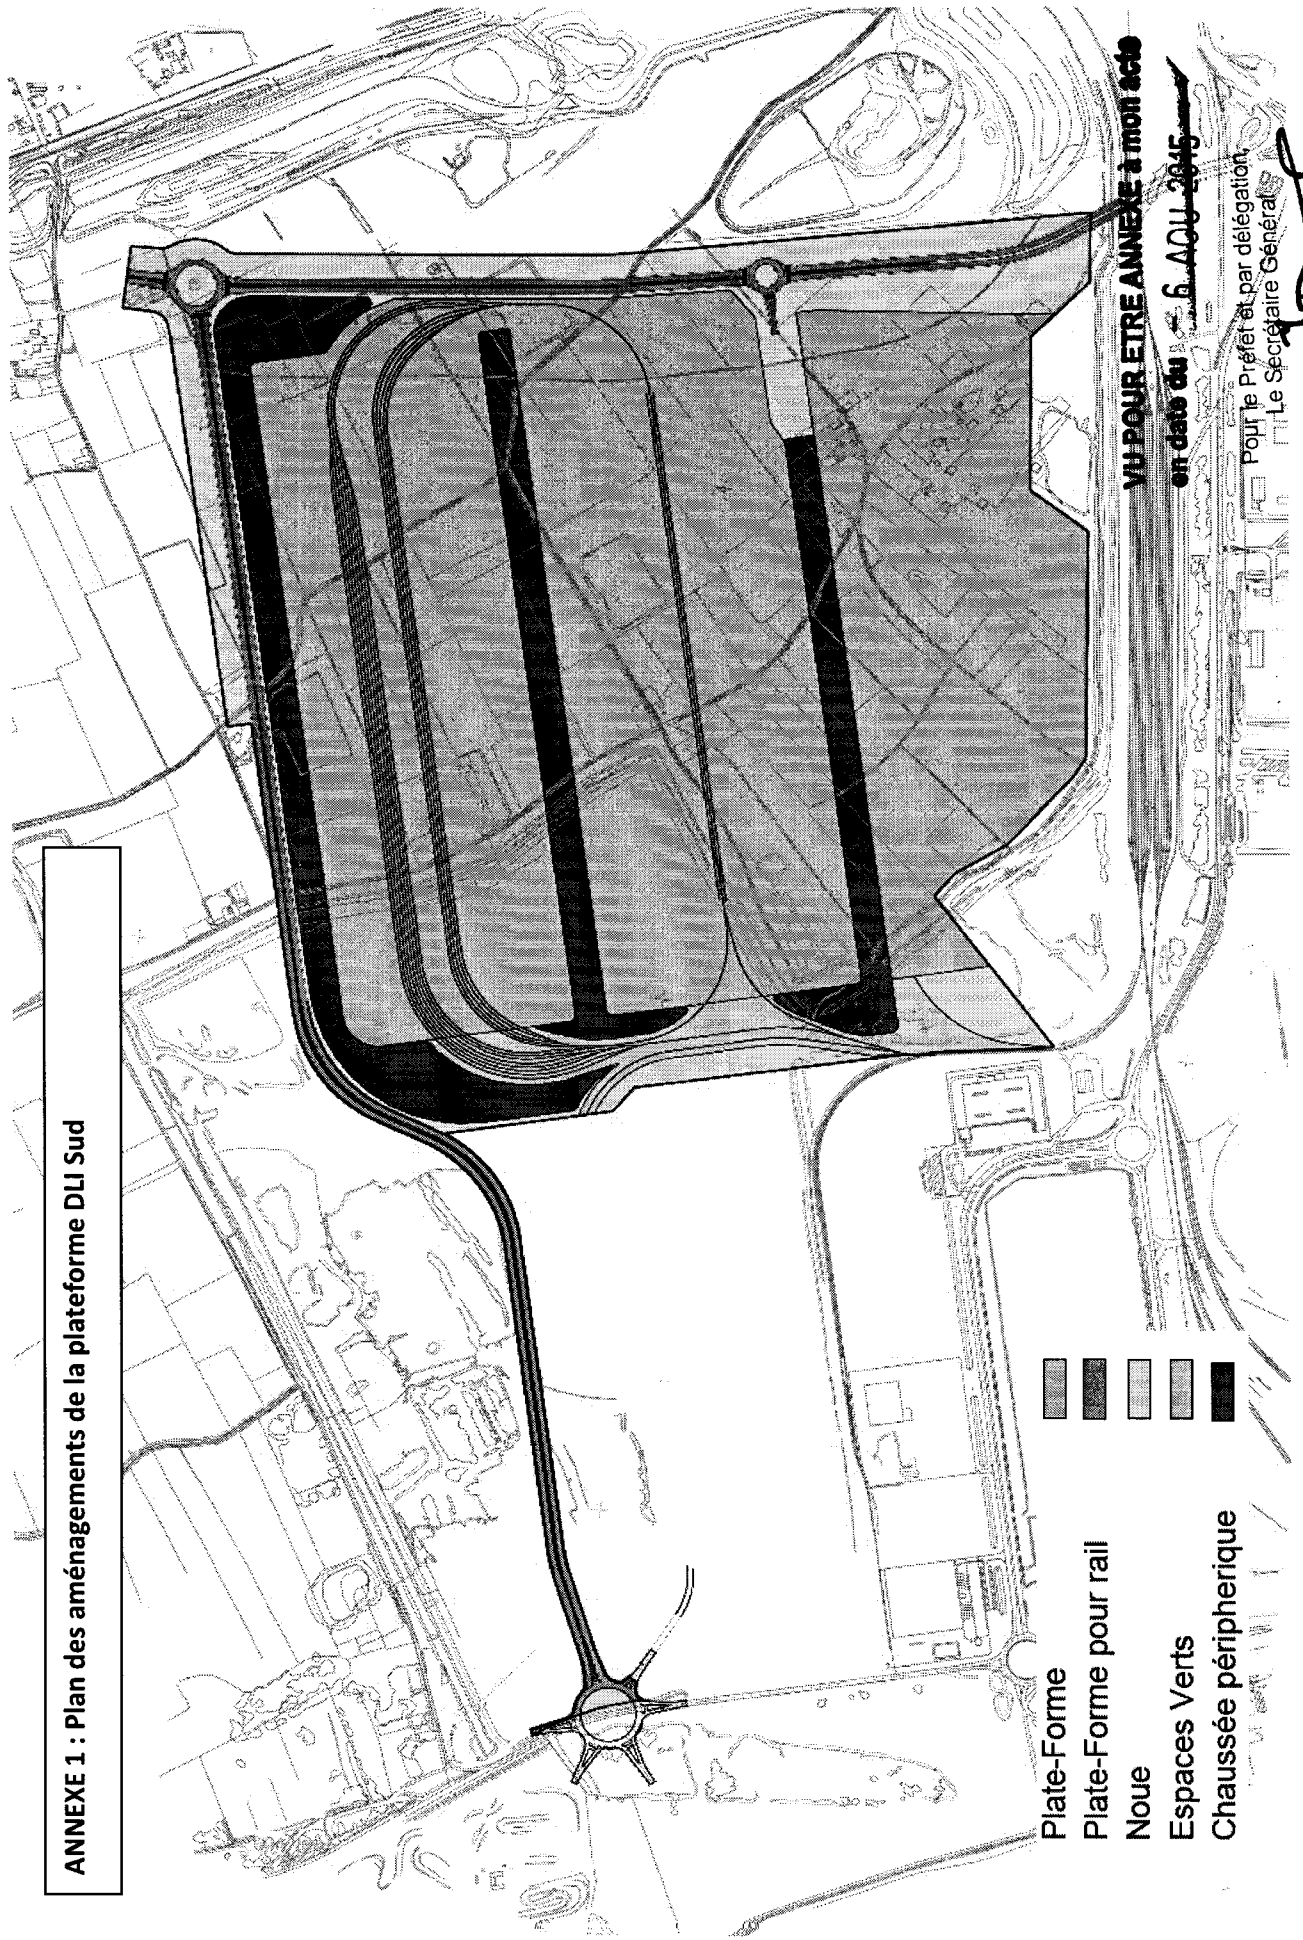 ANNEXE 1 : Plan des aménagements de la plateforme DLI Sud
Plate-Forme
Plate-Forme pour rail
Noue
Espaces Verts
Chaussée péripherique
VU POUR ETRE ANNEXE à mon acte
en date du 6 AOU 2015
Pour le Préfet et par délégation,
Le Secrétaire Général